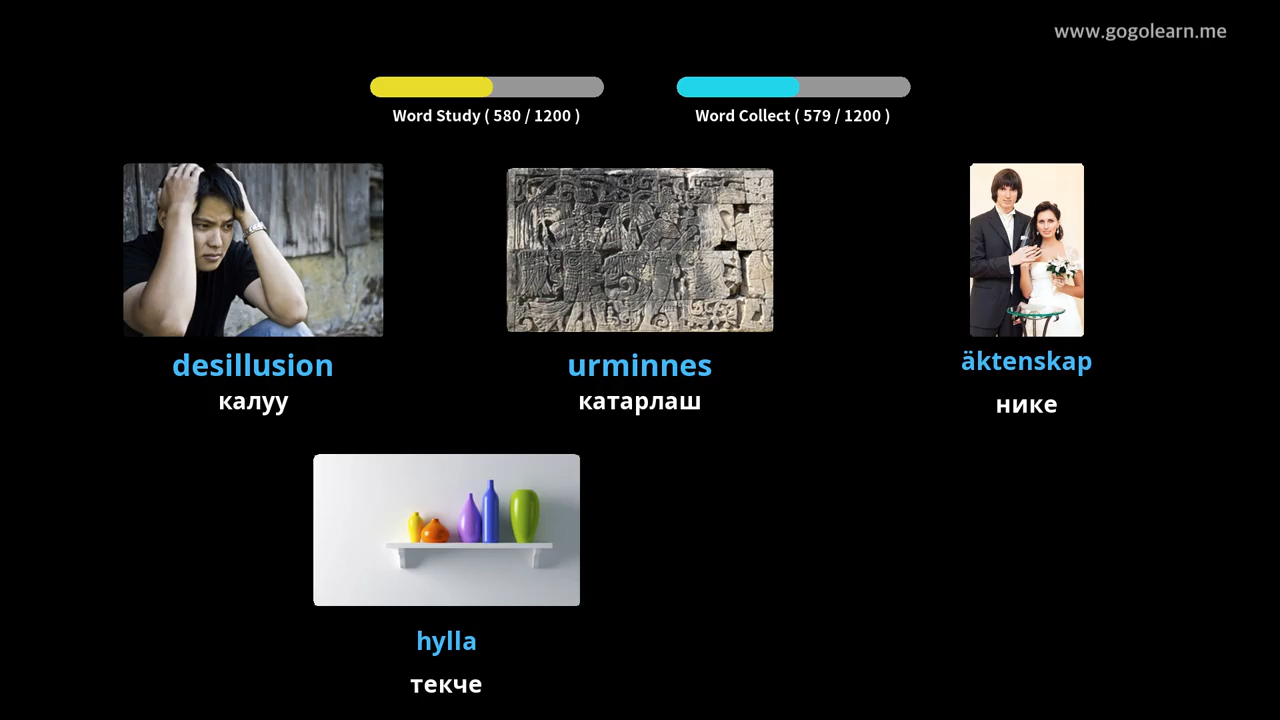 www.gogolearn.me
Word Study ( 580 / 1200 )
Word Collect ( 579 / 1200 )
desillusion
калуу
urminnes
катарлаш
äktenskap
нике
hylla
текче